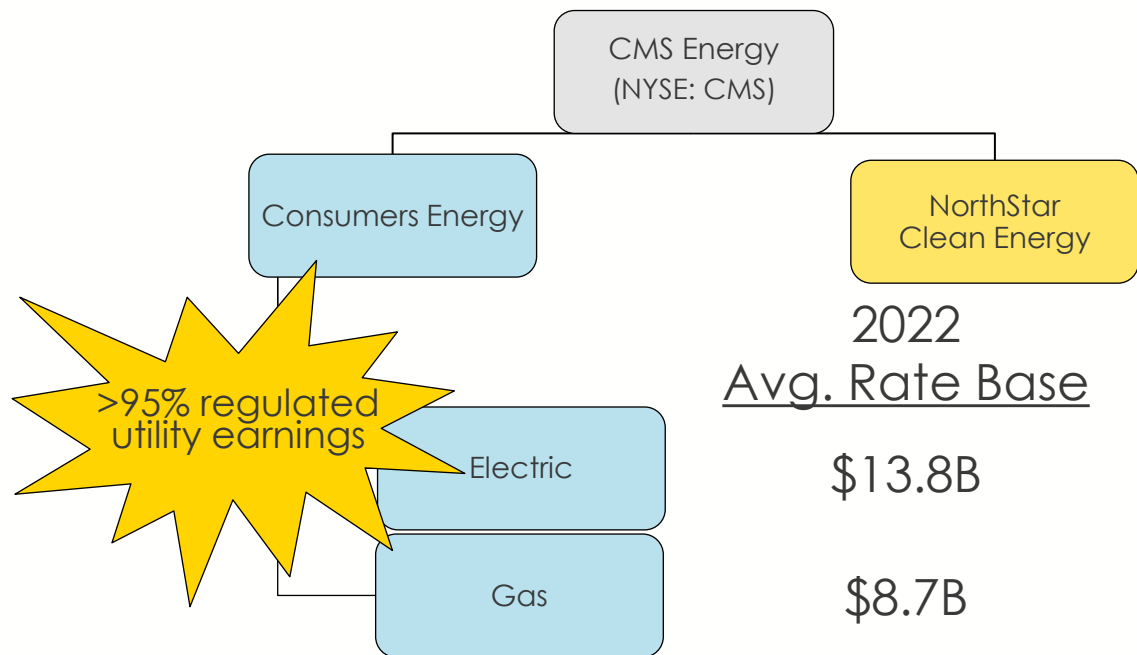 CMS Energy
(NYSE: CMS)
Consumers Energy
NorthStar
Clean Energy
>95% regulated
utility earnings
2022
Avg. Rate Base
Electric
$13.8B
Gas
$8.7B